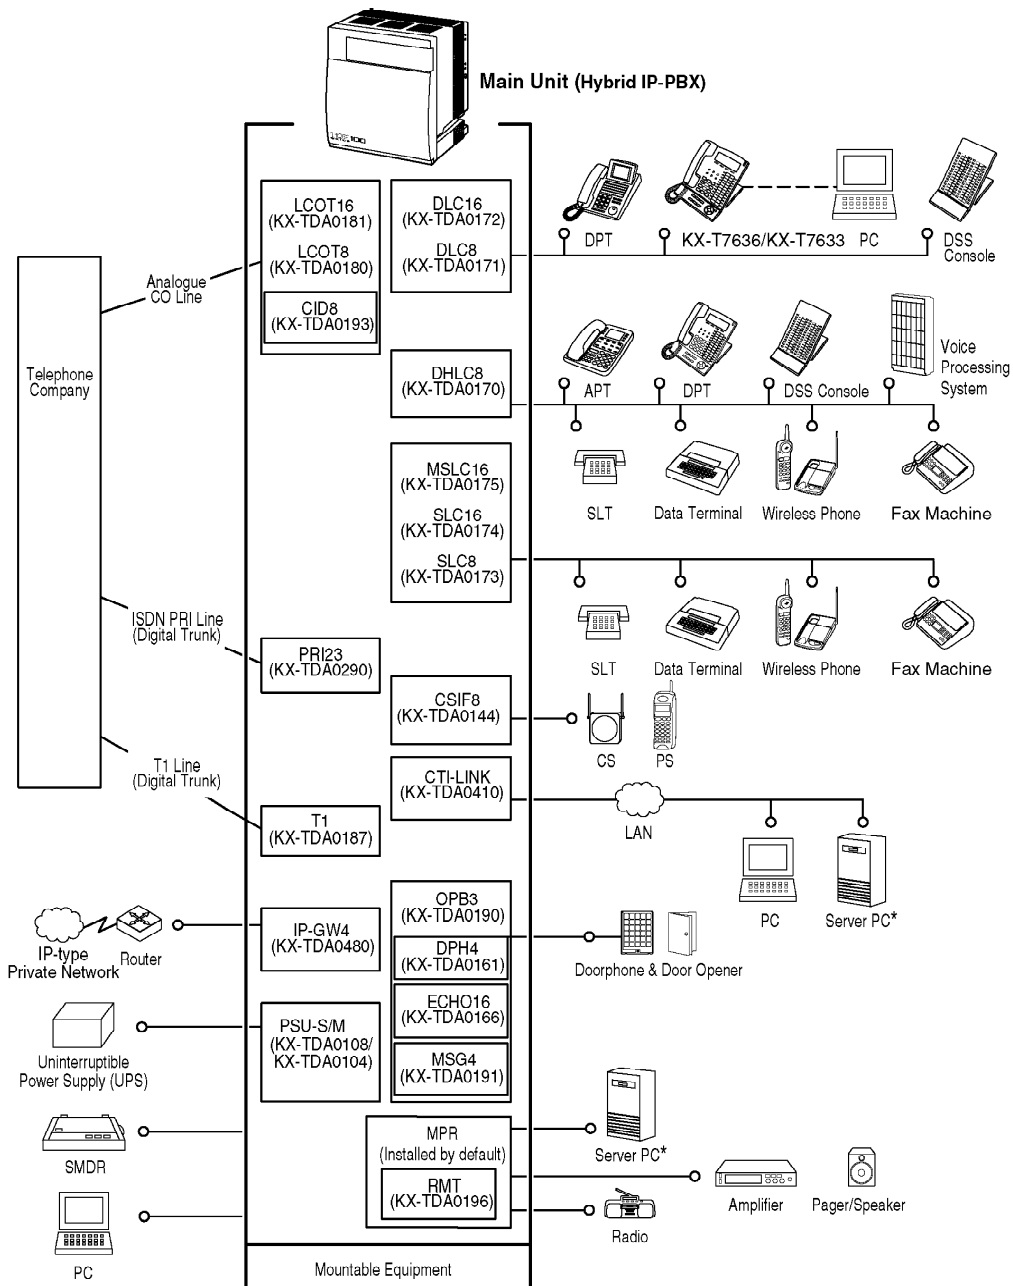 Main Unit (Hybrid IP-PBX)
LCOT16
(KX-TDA0181)
LCOT8
(KX-TDA0180)
CID8
(KX-TDA0193)
DLC16
(KX-TDA0172)
DLC8
(KX-TDA0171)
DPT
KX-T7636/KX-T7633
PC
DSS
Console
Analogue
CO Line
Telephone
Company
DHLC8
(KX-TDA0170)
APT
DPT
DSS Console
Voice
Processing
System
SLT
Data Terminal
Wireless Phone
Fax Machine
MSLC16
(KX-TDA0175)
SLC16
(KX-TDA0174)
SLC8
(KX-TDA0173)
SLT
Data Terminal
Wireless Phone
Fax Machine
ISDN PRI Line
(Digital Trunk)
PRI23
(KX-TDA0290)
CSIF8
(KX-TDA0144)
CS
PS
T1 Line
(Digital Trunk)
T1
(KX-TDA0187)
CTI-LINK
(KX-TDA0410)
LAN
PC
Server PC*
IP-type
Private Network
Router
IP-GW4
(KX-TDA0480)
OPB3
(KX-TDA0190)
DPH4
(KX-TDA0161)
ECHO16
(KX-TDA0166)
MSG4
(KX-TDA0191)
Doorphone & Door Opener
Uninterruptible
Power Supply (UPS)
PSU-S/M
(KX-TDA0108/
KX-TDA0104)
SMDR
PC
MPR
(Installed by default)
RMT
(KX-TDA0196)
Server PC*
Amplifier
Pager/Speaker
Radio
Mountable Equipment